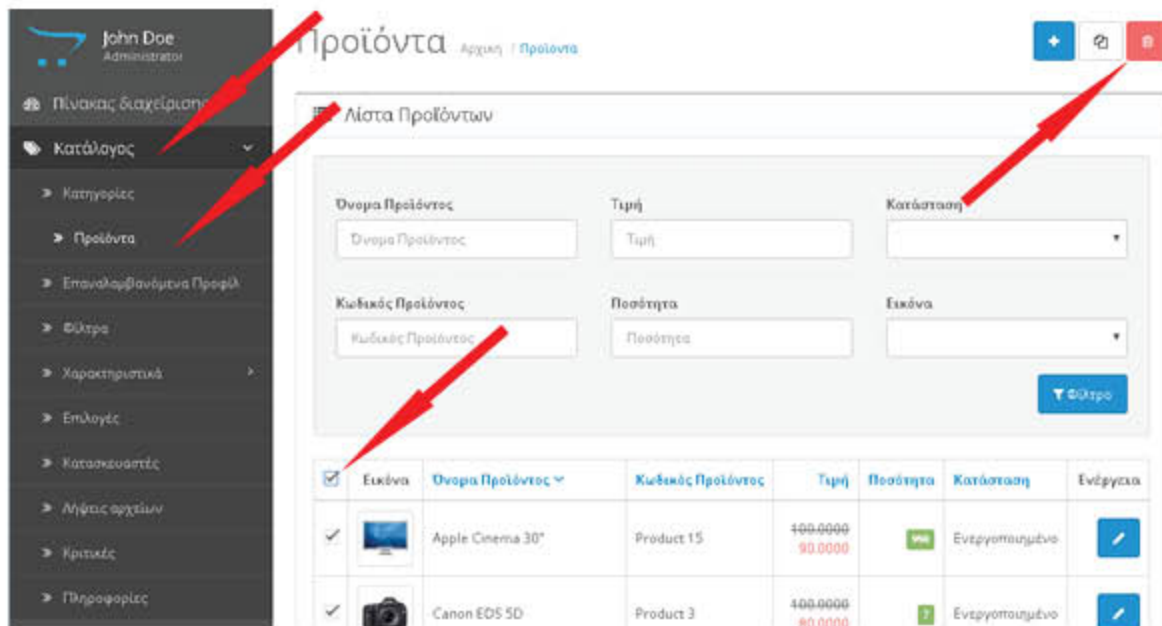 John Doe
Administrator
Πίνακας διαχείρισης
Κατάλογος
Κατηγορίες
Προϊόντα
Επαναλαμβανόμενα Προφίλ
Φίλτρα
Χαρακτηριστικά
Επιλογές
Κατασκευαστές
Λήψεις αρχείων
Κριτικές
Πληροφορίες
Προϊόντα Αρχική / Προϊόντα
Λίστα Προϊόντων
Όνομα Προϊόντος Τιμή Κατάσταση
Όνομα Προϊόντος Τιμή
Κωδικός Προϊόντος Ποσότητα Εικόνα
Κωδικός Προϊόντος Ποσότητα
Φίλτρο
Εικόνα Όνομα Προϊόντος Κωδικός Προϊόντος Τιμή Ποσότητα Κατάσταση Ενέργεια
Apple Cinema 30" Product 15 100.0000 Ενεργοποιημένο
90.0000
Canon EOS 5D Product 3 100.0000 7 Ενεργοποιημένο
80.0000